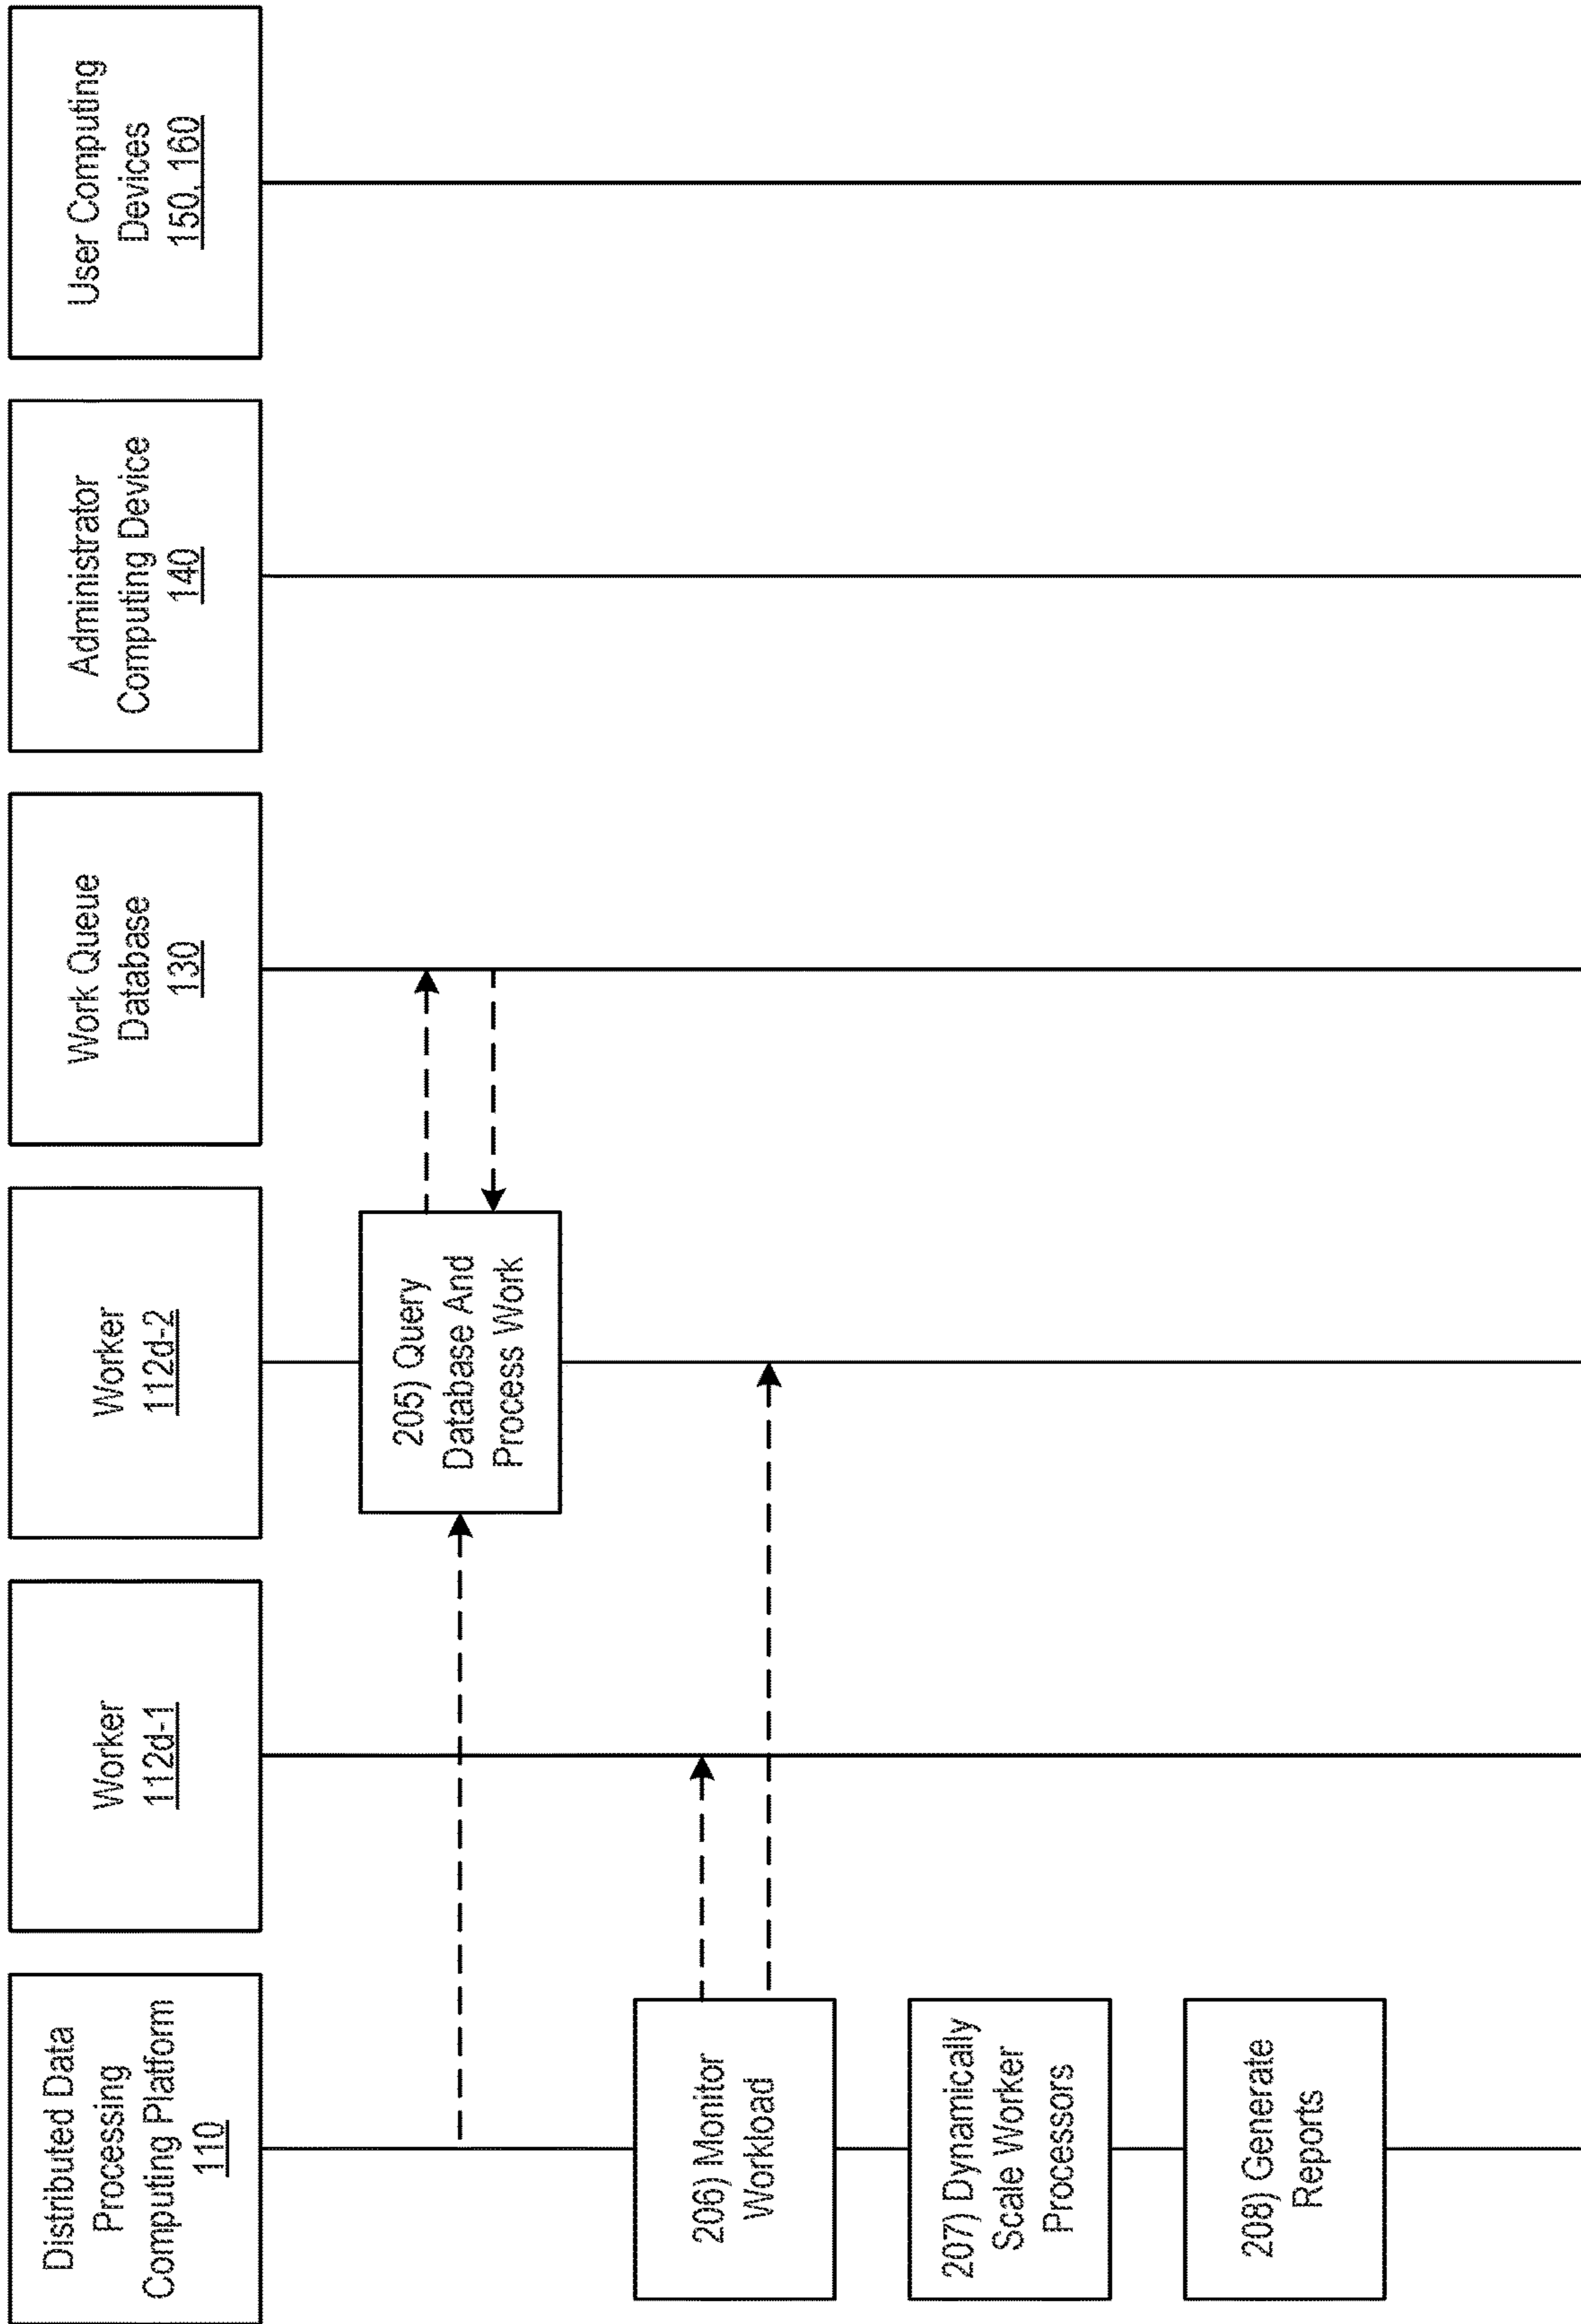 Distributed Data
Processing
Computing Platform
110
Worker
112d-1
Worker
112d-2
Work Queue
Database
130
Administrator
Computing Device
140
User Computing
Devices
150, 160
205) Query
Database And
Process Work
206) Monitor
Workload
207) Dynamically
Scale Worker
Processors
208) Generate
Reports